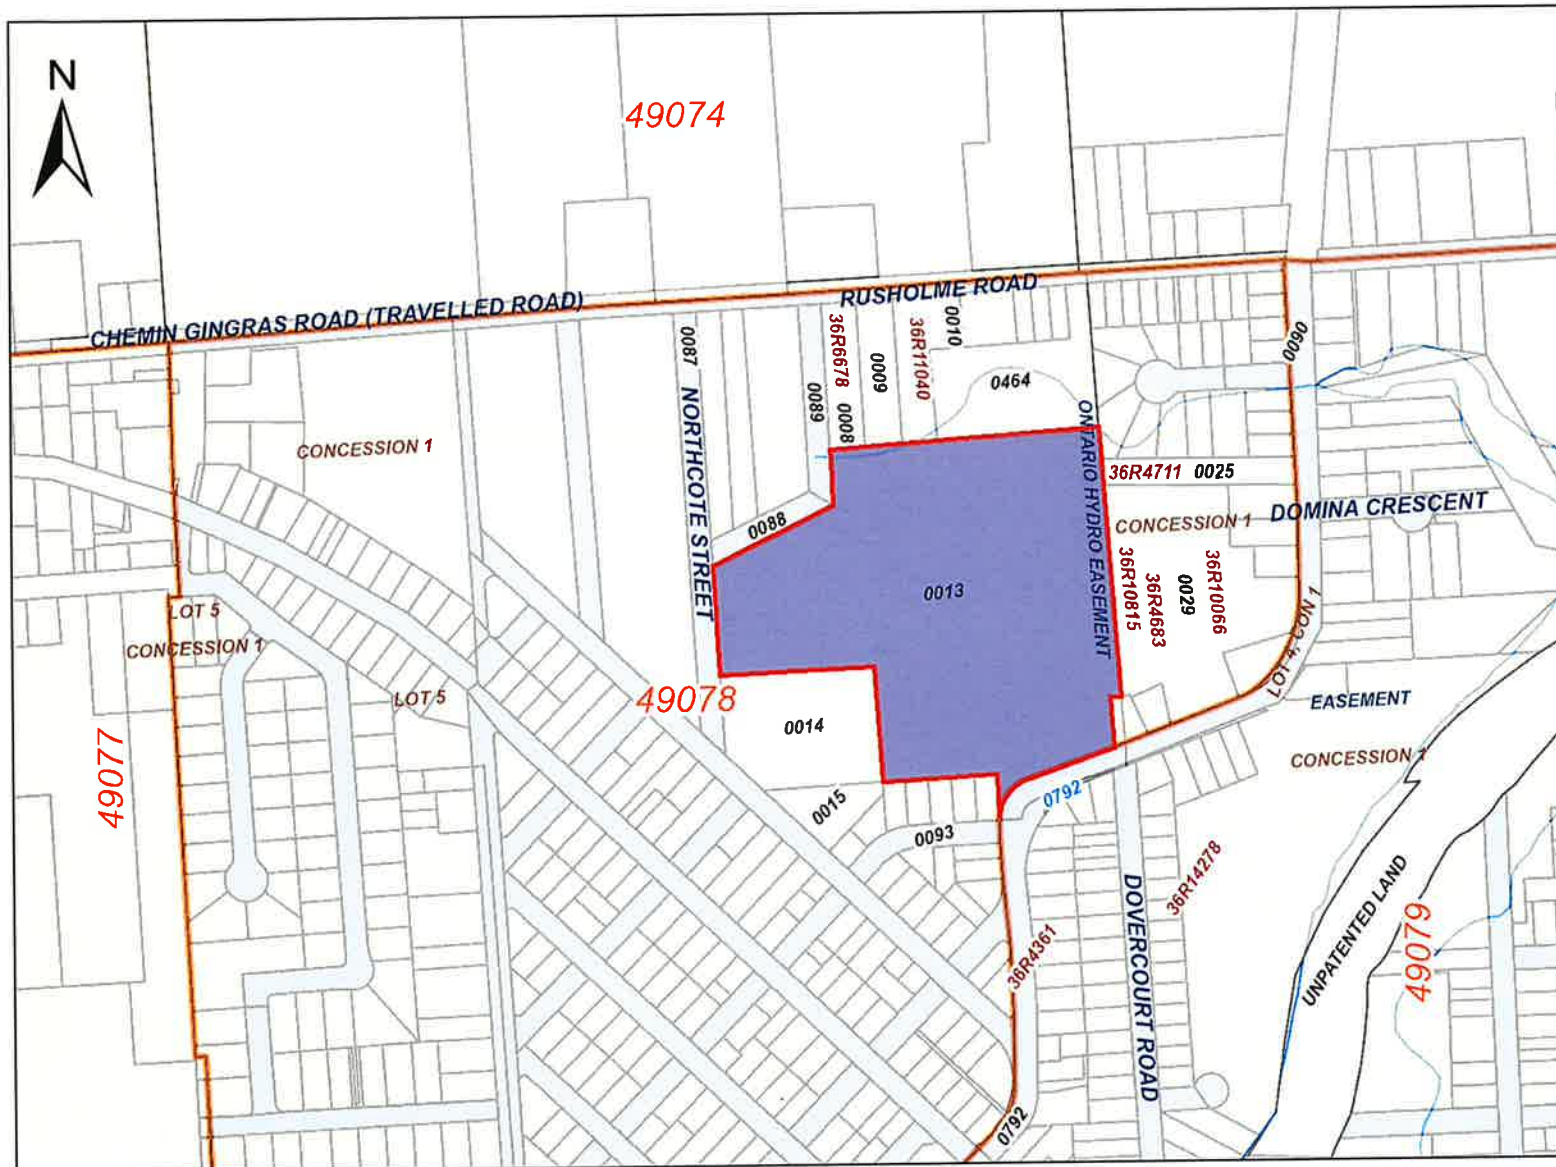 N
49074
CHEMIN GINGRAS ROAD (TRAVELLED ROAD)
RUSHOLME ROAD
0087
NORTHCOTE STREET
0089
36R6678
0008
0009
36R11040
0010
0464
0090
CONCESSION 1
ONTARIO HYDRO EASEMENT
36R4711
0025
CONCESSION 1
DOMINA CRESCENT
0088
0013
36R10815
36R4683
0029
36R10066
LOT 5
CONCESSION 1
LOT 5
49078
0014
LOT 4, CON 1
EASEMENT
CONCESSION 1
49077
0015
0792
0093
36R14278
DOVERCOURT ROAD
36R4361
UNPATENTED LAND
49079
0792